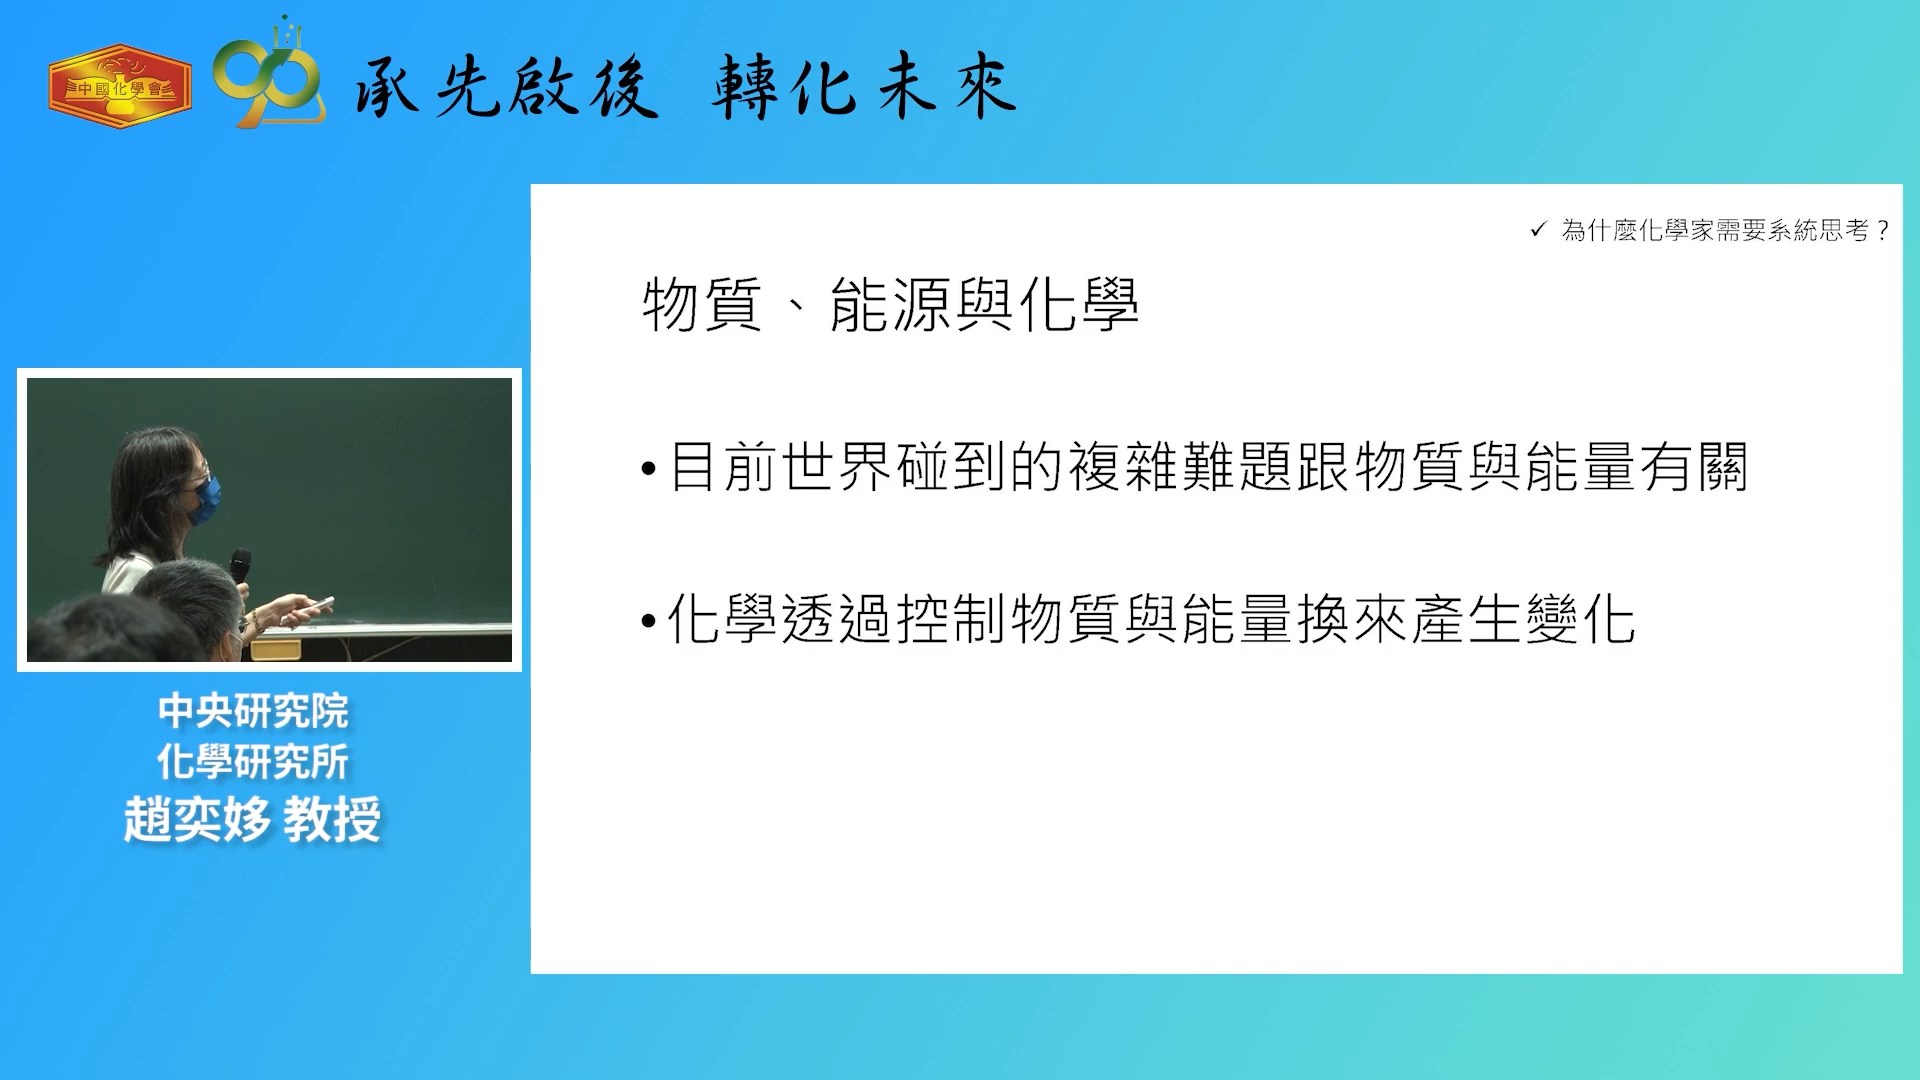 中國化學會
90
承先啟後 轉化未來
✓ 為什麼化學家需要系統思考？
物質、能源與化學
•目前世界碰到的複雜難題跟物質與能量有關
•化學透過控制物質與能量換來產生變化
中央研究院
化學研究所
趙奕姼 教授